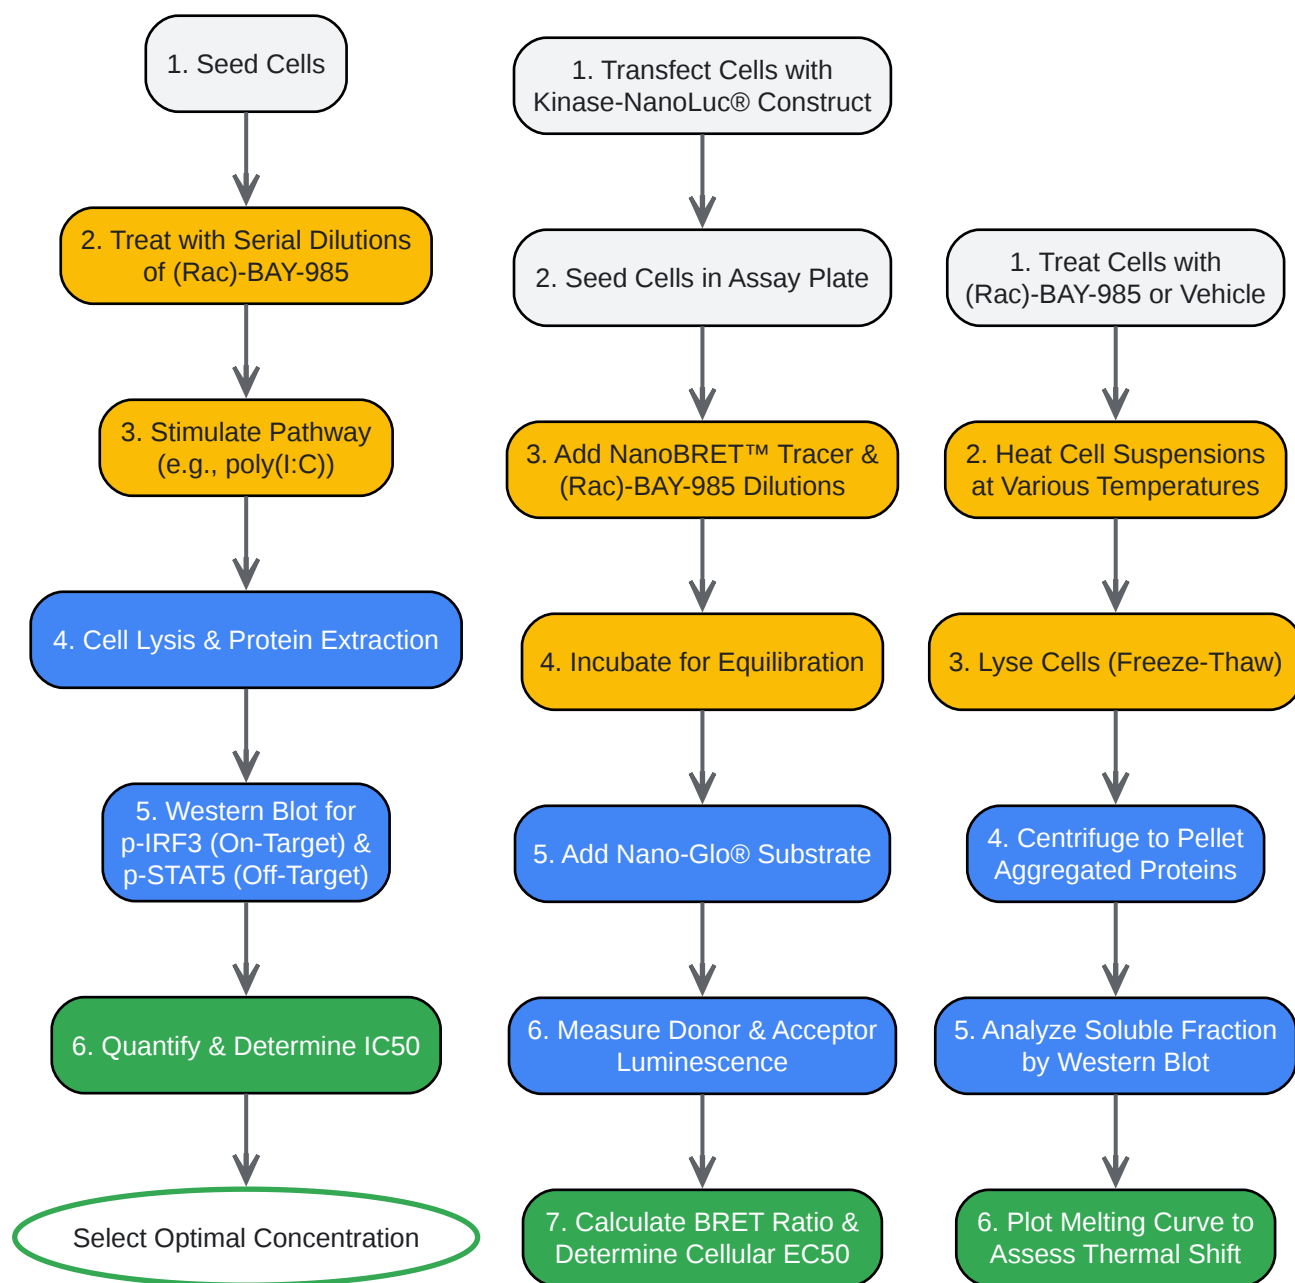 1. Seed Cells
2. Treat with Serial Dilutions
of (Rac)-BAY-985
3. Stimulate Pathway
(e.g., poly(I:C))
4. Cell Lysis & Protein Extraction
5. Western Blot for
p-IRF3 (On-Target) &
p-STAT5 (Off-Target)
6. Quantify & Determine IC50
Select Optimal Concentration
1. Transfect Cells with
Kinase-NanoLuc® Construct
2. Seed Cells in Assay Plate
3. Add NanoBRET™ Tracer &
(Rac)-BAY-985 Dilutions
4. Incubate for Equilibration
5. Add Nano-Glo® Substrate
6. Measure Donor & Acceptor
Luminescence
7. Calculate BRET Ratio &
Determine Cellular EC50
1. Treat Cells with
(Rac)-BAY-985 or Vehicle
2. Heat Cell Suspensions
at Various Temperatures
3. Lyse Cells (Freeze-Thaw)
4. Centrifuge to Pellet
Aggregated Proteins
5. Analyze Soluble Fraction
by Western Blot
6. Plot Melting Curve to
Assess Thermal Shift